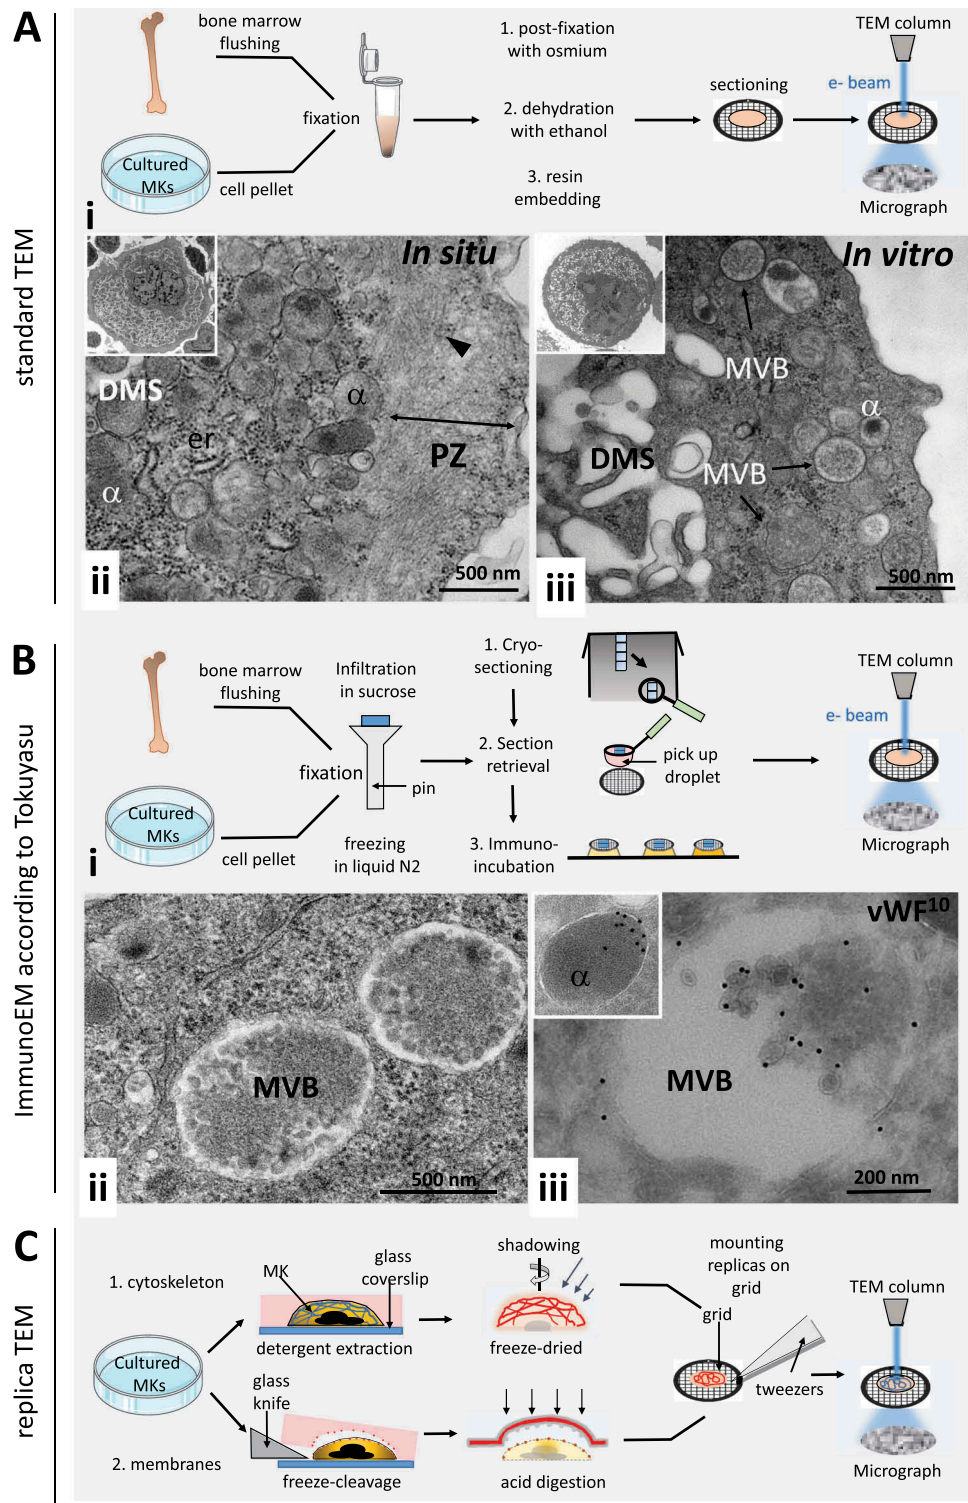 A
standard TEM
bone marrow
flushing
Cultured
MKs
cell pellet
fixation
1. post-fixation
with osmium
2. dehydration
with ethanol
3. resin
embedding
sectioning
TEM column
e- beam
Micrograph
i
In situ
DMS
er
α
α
PZ
500 nm
ii
In vitro
MVB
α
DMS
MVB
500 nm
iii
B
ImmunoEM according to Tokuyasu
bone marrow
flushing
Cultured
MKs
cell pellet
Infiltration
in sucrose
fixation
pin
freezing
in liquid N2
1. Cryo-
sectioning
2. Section
retrieval
3. Immuno-
incubation
pick up
droplet
TEM column
e- beam
Micrograph
i
MVB
500 nm
ii
α
vWF¹⁰
MVB
200 nm
iii
C
replica TEM
1. cytoskeleton
Cultured
MKs
2. membranes
MK
glass
coverslip
detergent extraction
glass
knife
freeze-cleavage
shadowing
freeze-dried
acid digestion
mounting
replicas on
grid
grid
tweezers
TEM column
Micrograph